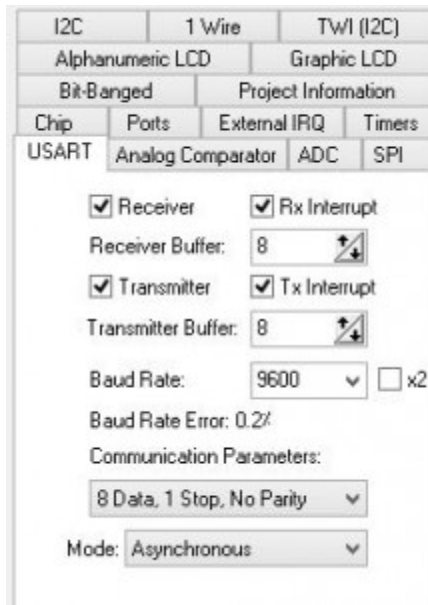 I2C 1 Wire TWI (I2C)
Alphanumeric LCD Graphic LCD
Bit-Banged Project Information
Chip Ports External IRQ Timers
USART Analog Comparator ADC SPI
Receiver Rx Interrupt
Receiver Buffer: 8
Transmitter Tx Interrupt
Transmitter Buffer: 8
Baud Rate: 9600 x2
Baud Rate Error: 0.2%
Communication Parameters:
8 Data, 1 Stop, No Parity
Mode: Asynchronous